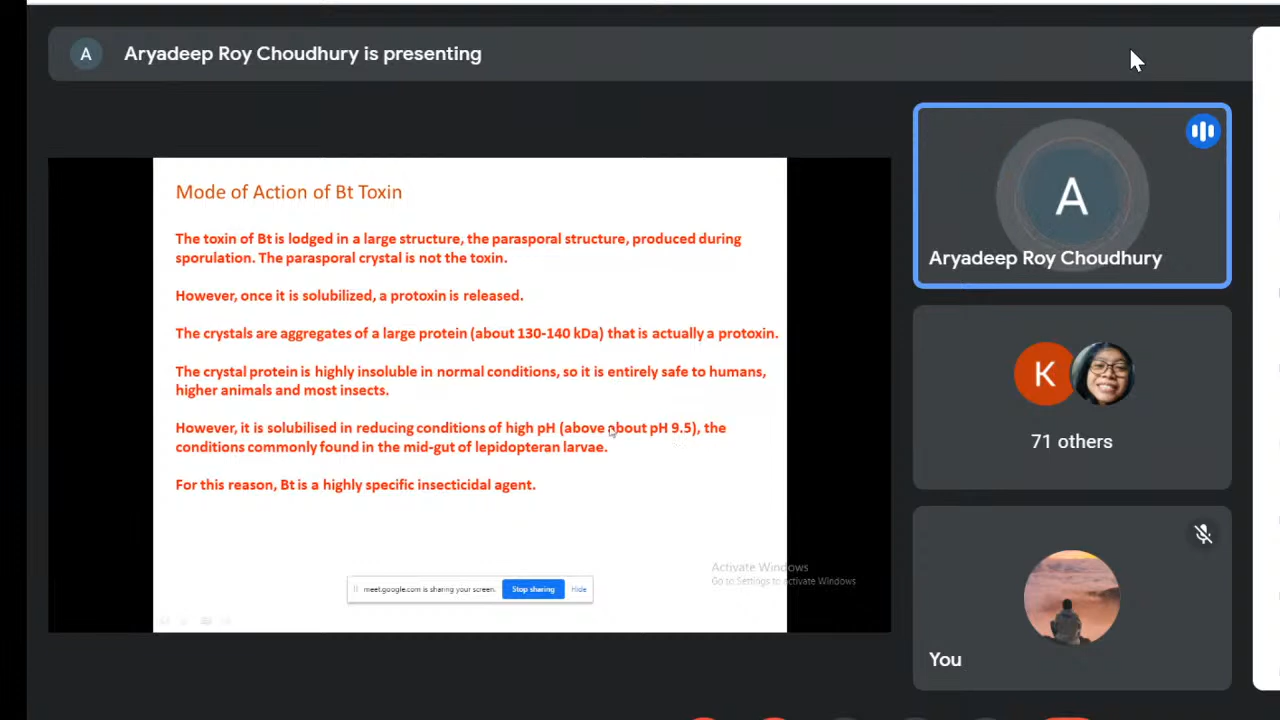 A
Aryadeep Roy Choudhury is presenting
Mode of Action of Bt Toxin
The toxin of Bt is lodged in a large structure, the parasporal structure, produced during
sporulation. The parasporal crystal is not the toxin.
However, once it is solubilized, a protoxin is released.
The crystals are aggregates of a large protein (about 130-140 kDa) that is actually a protoxin.
The crystal protein is highly insoluble in normal conditions, so it is entirely safe to humans,
higher animals and most insects.
However, it is solubilised in reducing conditions of high pH (above about pH 9.5), the
conditions commonly found in the mid-gut of lepidopteran larvae.
For this reason, Bt is a highly specific insecticidal agent.
Activate Windows
Go to Settings to activate Windows
meet.google.com is sharing your screen.
Stop sharing
Hide
A
Aryadeep Roy Choudhury
K
71 others
You